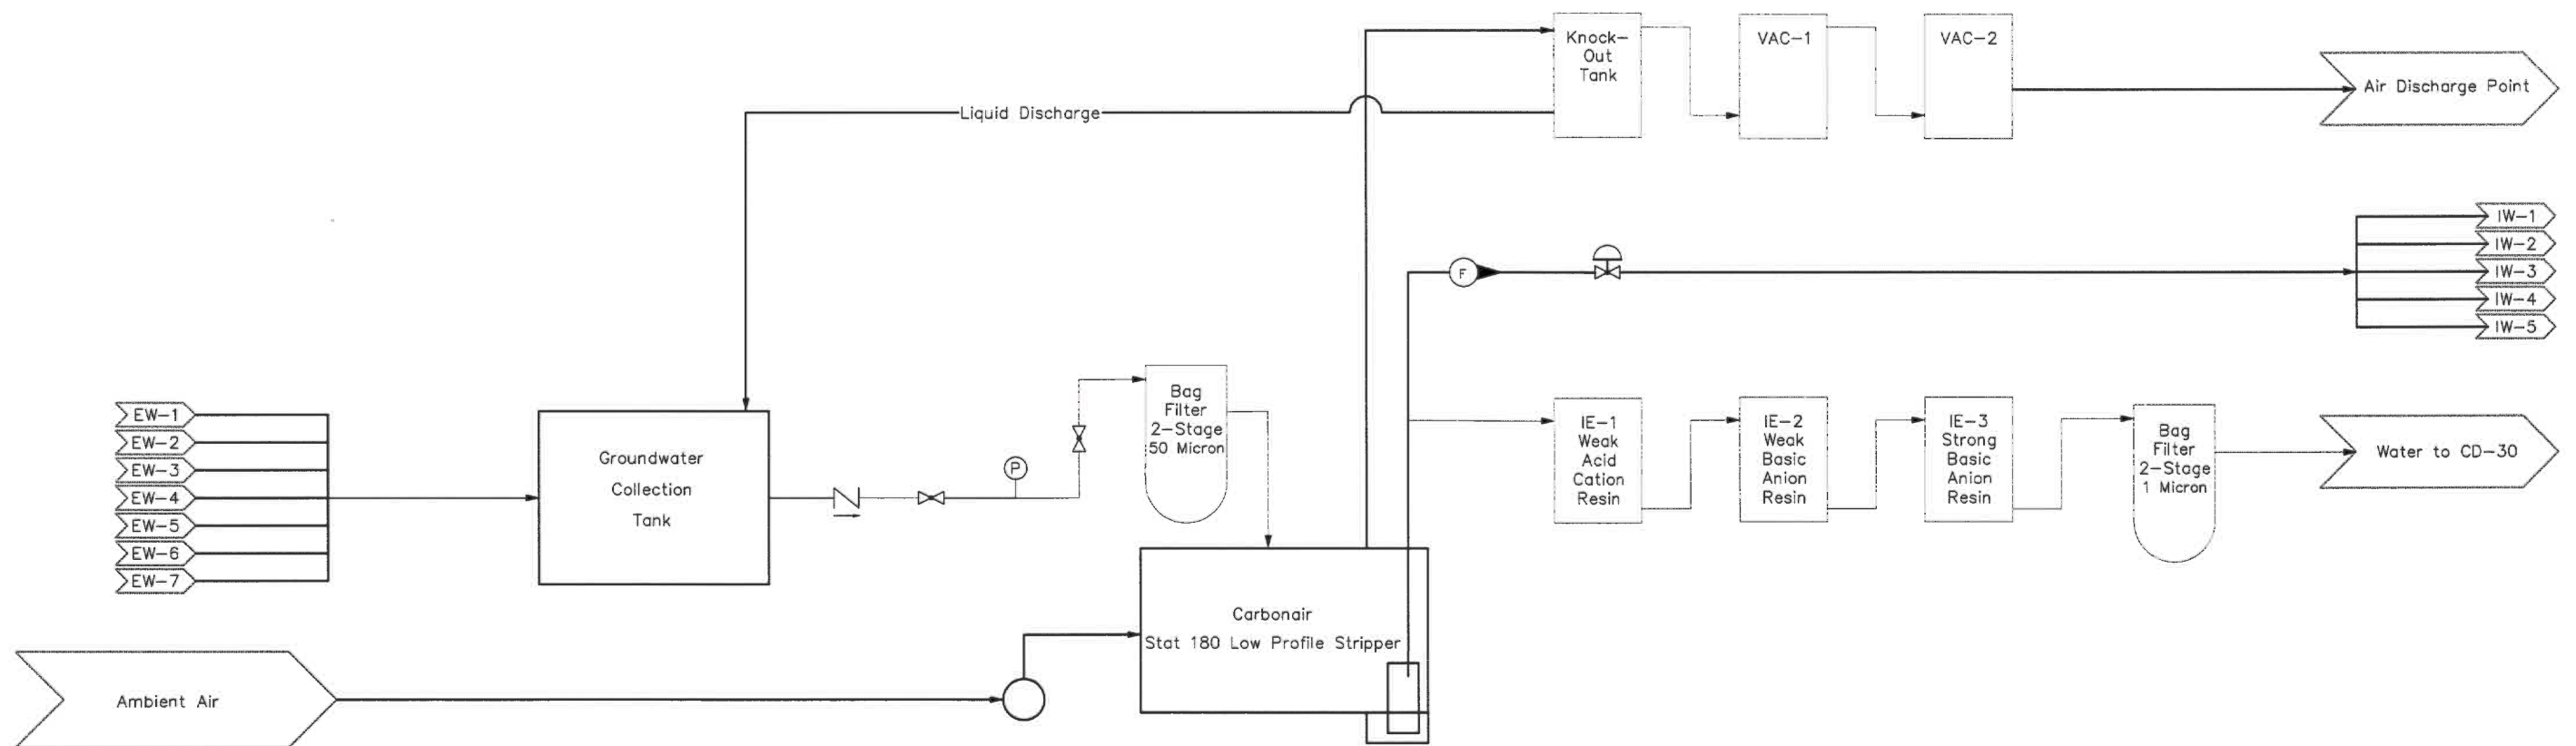 Knock-
Out
Tank
VAC-1
VAC-2
Air Discharge Point
Liquid Discharge
IW-1
IW-2
IW-3
IW-4
IW-5
F
EW-1
EW-2
EW-3
EW-4
EW-5
EW-6
EW-7
Groundwater
Collection
Tank
P
Bag
Filter
2-Stage
50 Micron
IE-1
Weak
Acid
Cation
Resin
IE-2
Weak
Basic
Anion
Resin
IE-3
Strong
Basic
Anion
Resin
Bag
Filter
2-Stage
1 Micron
Water to CD-30
Carbonair
Stat 180 Low Profile Stripper
Ambient Air